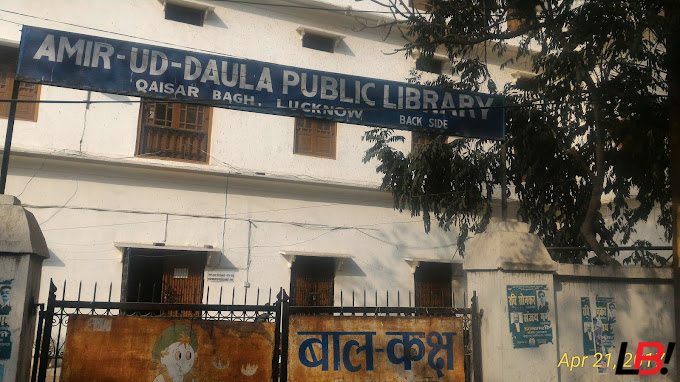 AMIR-UD-DAULA PUBLIC LIBRARY
QAISAR BAGH. LUCKNOW BACK SIDE
बाल-कक्ष
Apr 21,
LB!